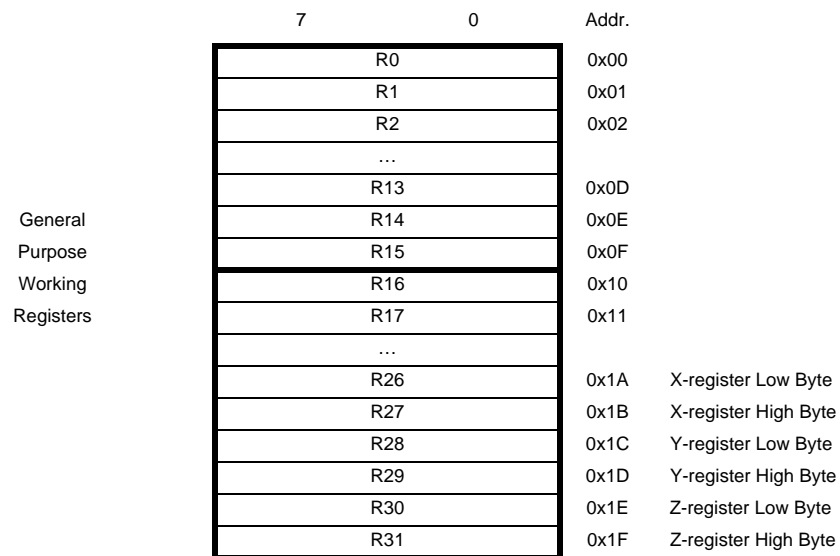 7 0 Addr.
R0 0x00
R1 0x01
R2 0x02
…
R13 0x0D
General R14 0x0E
Purpose R15 0x0F
Working R16 0x10
Registers R17 0x11
…
R26 0x1A X-register Low Byte
R27 0x1B X-register High Byte
R28 0x1C Y-register Low Byte
R29 0x1D Y-register High Byte
R30 0x1E Z-register Low Byte
R31 0x1F Z-register High Byte